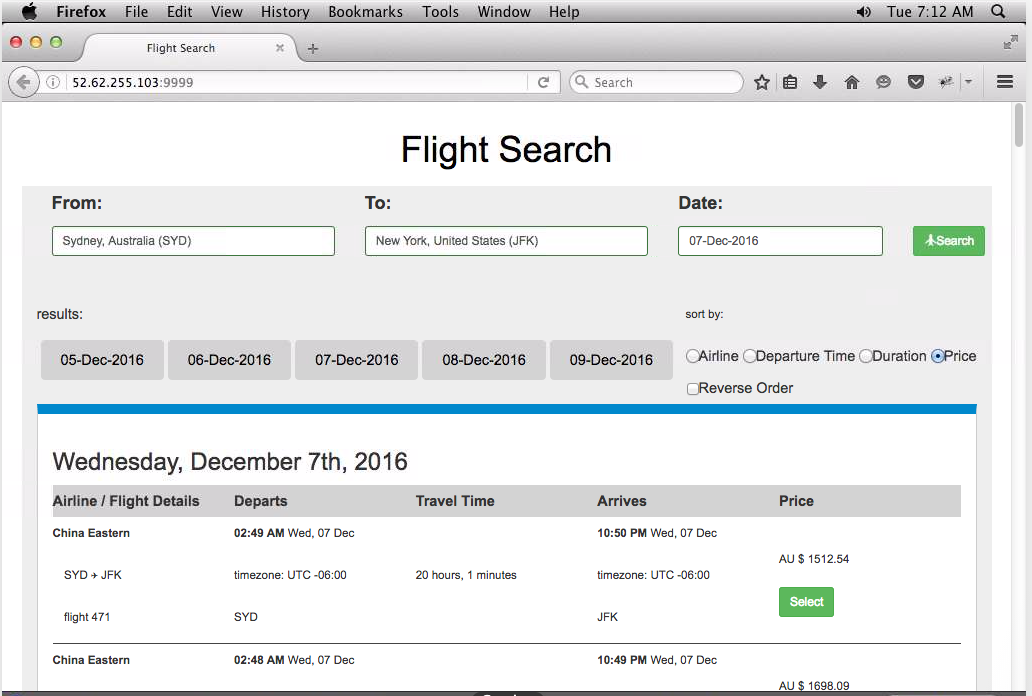 Firefox File Edit View History Bookmarks Tools Window Help Tue 7:12 AM
Flight Search
52.62.255.103:9999 Search
Flight Search
From: To: Date:
Sydney, Australia (SYD) New York, United States (JFK) 07-Dec-2016 Search
results: sort by:
05-Dec-2016 06-Dec-2016 07-Dec-2016 08-Dec-2016 09-Dec-2016 Airline Departure Time Duration Price
Reverse Order
Wednesday, December 7th, 2016
Airline / Flight Details Departs Travel Time Arrives Price
China Eastern 02:49 AM Wed, 07 Dec 10:50 PM Wed, 07 Dec
AU $ 1512.54
SYD ✈ JFK timezone: UTC -06:00 20 hours, 1 minutes timezone: UTC -06:00
Select
flight 471 SYD JFK
China Eastern 02:48 AM Wed, 07 Dec 10:49 PM Wed, 07 Dec
AU $ 1698.09